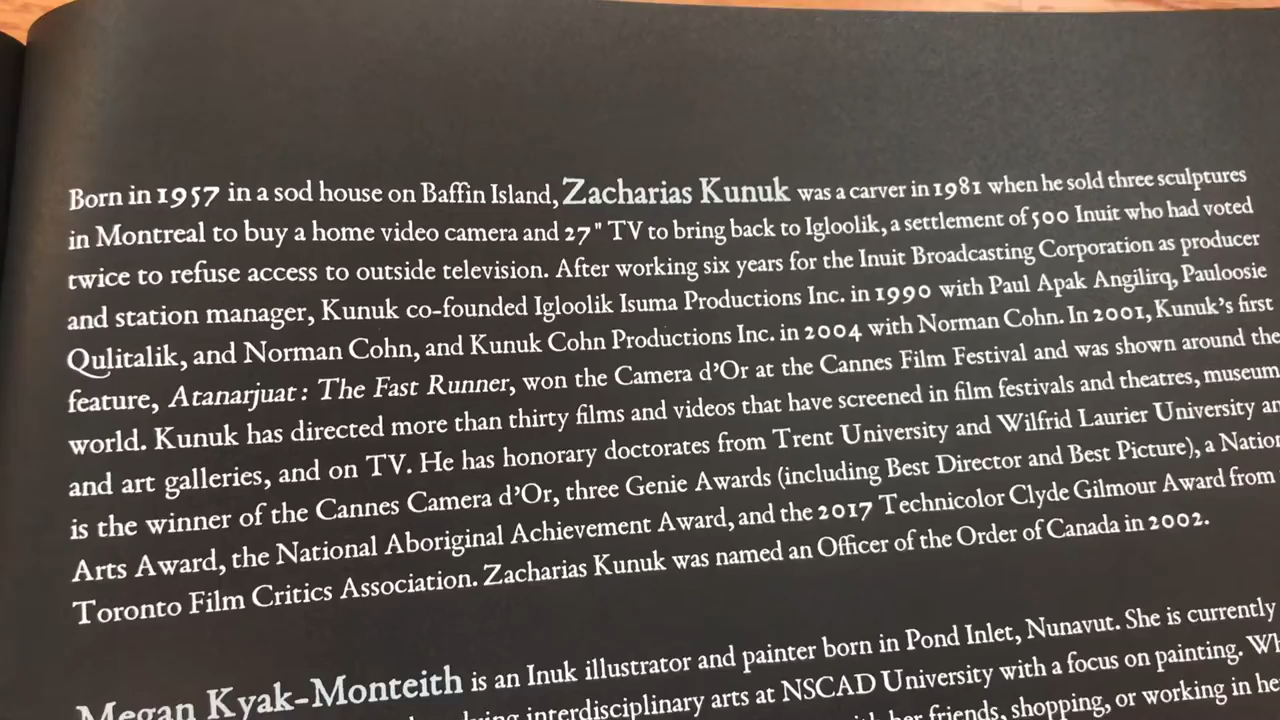 Born in 1957 in a sod house on Baffin Island, Zacharias Kunuk was a carver in 1981 when he sold three sculptures
in Montreal to buy a home video camera and 27" TV to bring back to Igloolik, a settlement of 500 Inuit who had voted
twice to refuse access to outside television. After working six years for the Inuit Broadcasting Corporation as producer
and station manager, Kunuk co-founded Igloolik Isuma Productions Inc. in 1990 with Paul Apak Angilirq, Pauloosie
Qulitalik, and Norman Cohn, and Kunuk Cohn Productions Inc. in 2004 with Norman Cohn. In 2001, Kunuk's first
feature, Atanarjuat: The Fast Runner, won the Camera d'Or at the Cannes Film Festival and was shown around the
world. Kunuk has directed more than thirty films and videos that have screened in film festivals and theatres, museum
and art galleries, and on TV. He has honorary doctorates from Trent University and Wilfrid Laurier University
is the winner of the Cannes Camera d'Or, three Genie Awards (including Best Director and Best Picture), a
Arts Award, the National Aboriginal Achievement Award, and the 2017 Technicolor Clyde Gilmour Award from
Toronto Film Critics Association. Zacharias Kunuk was named an Officer of the Order of Canada in 2002.
Megan Kyak-Monteith is an Inuk illustrator and painter born in Pond Inlet, Nunavut. She is currently
interdisciplinary arts at NSCAD University with a focus on painting.
her friends, shopping, or working in